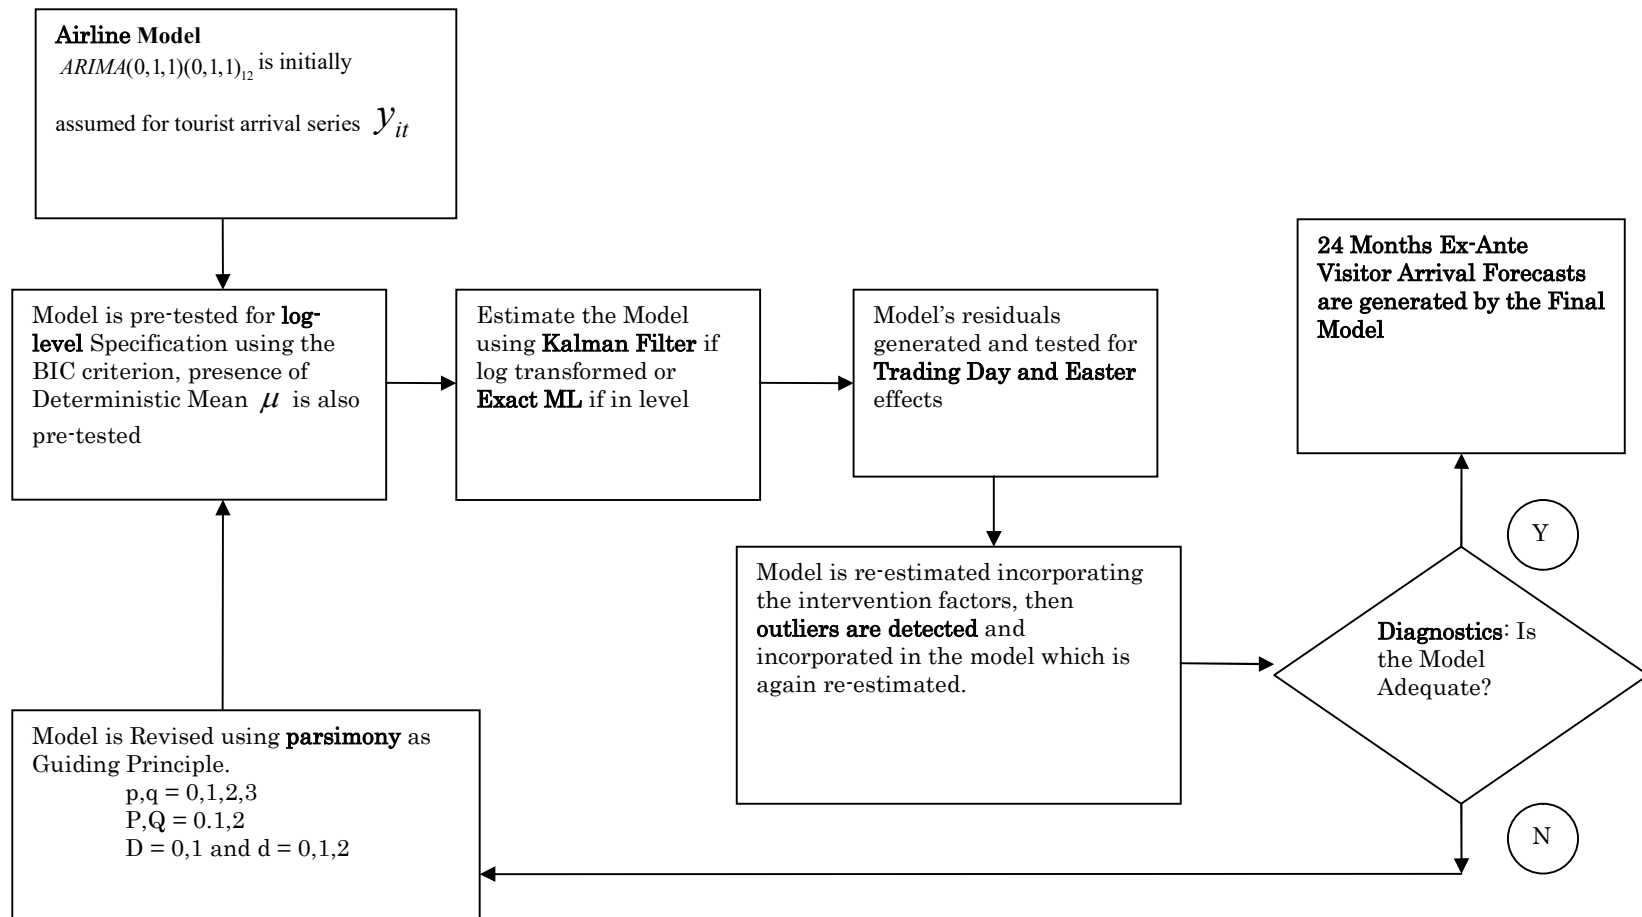 Airline Model
ARIMA(0,1,1)(0,1,1)₁₂ is initially
assumed for tourist arrival series y_it
Model is pre-tested for log-
level Specification using the
BIC criterion, presence of
Deterministic Mean μ is also
pre-tested
Estimate the Model
using Kalman Filter if
log transformed or
Exact ML if in level
Model's residuals
generated and tested for
Trading Day and Easter
effects
24 Months Ex-Ante
Visitor Arrival Forecasts
are generated by the Final
Model
Model is re-estimated incorporating
the intervention factors, then
outliers are detected and
incorporated in the model which is
again re-estimated.
Y
Diagnostics: Is
the Model
Adequate?
N
Model is Revised using parsimony as
Guiding Principle.
p,q = 0,1,2,3
P,Q = 0.1,2
D = 0,1 and d = 0,1,2